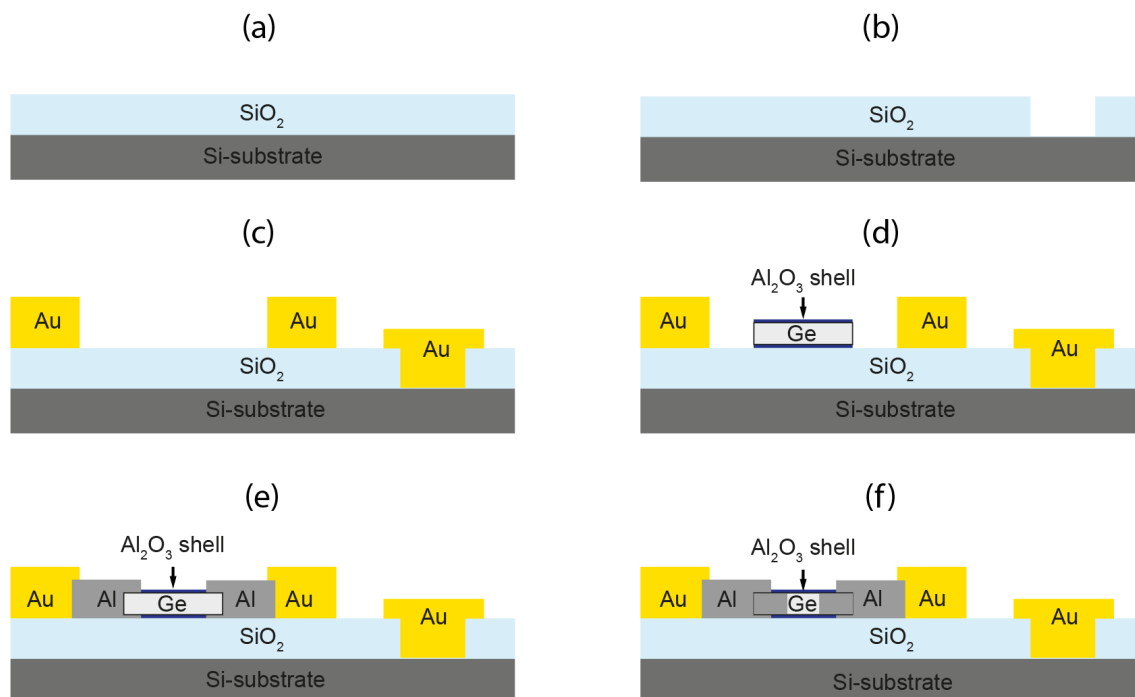 (a)
SiO₂
Si-substrate
(b)
SiO₂
Si-substrate
(c)
Au
Au
Au
SiO₂
Si-substrate
(d)
Al₂O₃ shell
Au
Ge
Au
Au
SiO₂
Si-substrate
(e)
Al₂O₃ shell
Au
Al
Ge
Al
Au
Au
SiO₂
Si-substrate
(f)
Al₂O₃ shell
Au
Al
Ge
Al
Au
Au
SiO₂
Si-substrate